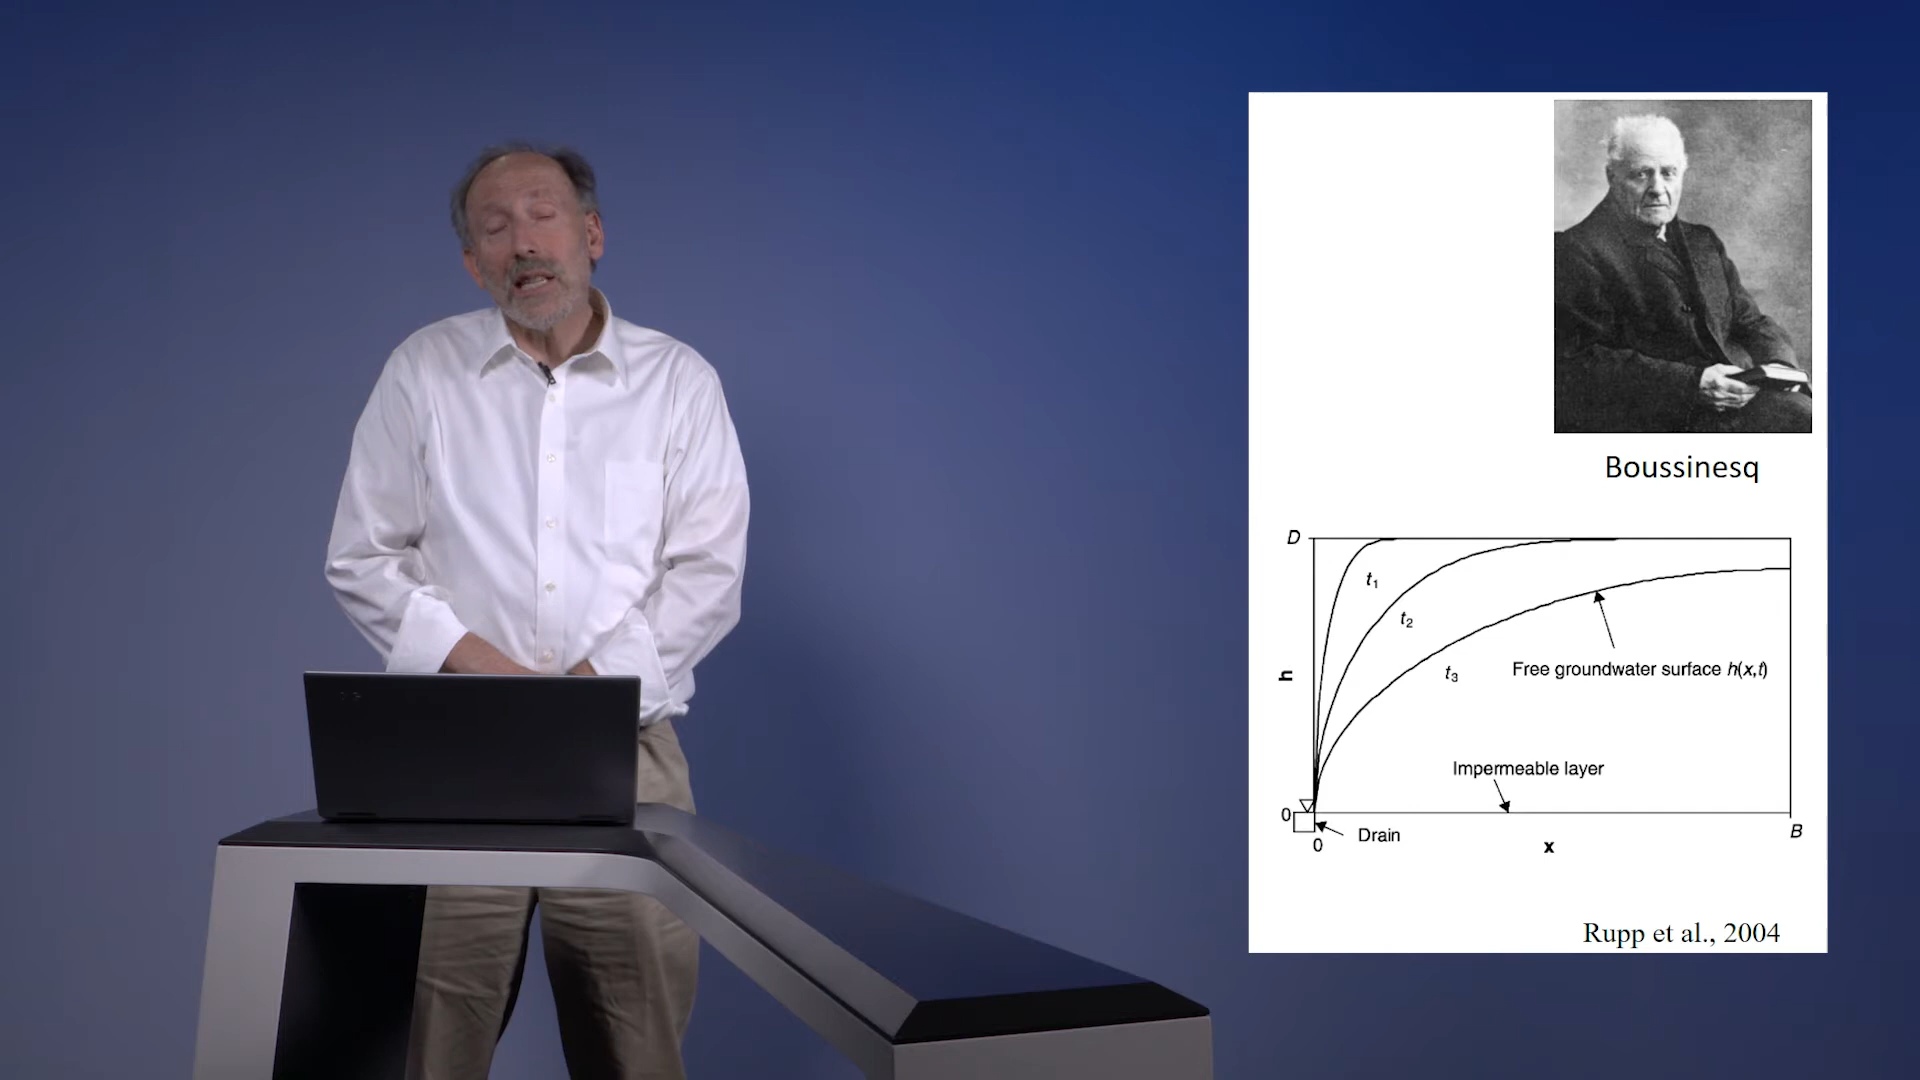 Boussinesq
D
t1
t2
t3
h
Free groundwater surface h(x,t)
Impermeable layer
0
Drain
0
x
B
Rupp et al., 2004